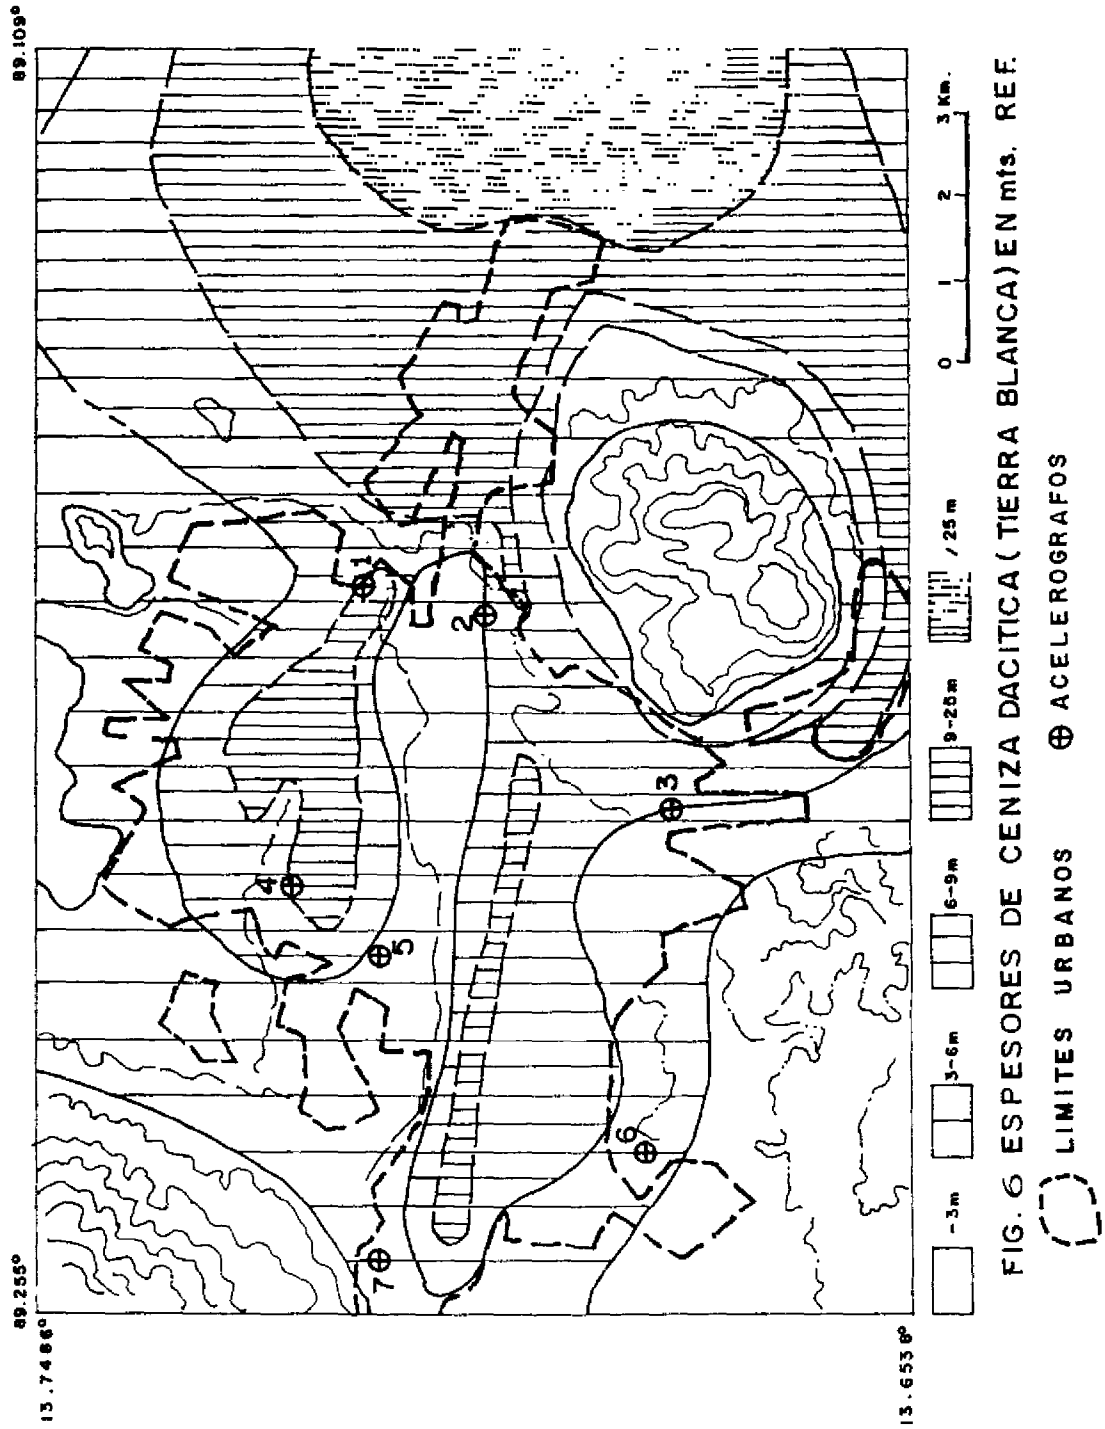 89.255°
89.109°
13.7486°
13.6538°
1
2
3
4
5
6
7
-3m
3-6m
6-9m
9-25m
/25m
0 1 2 3 Km.
FIG. 6 ESPESORES DE CENIZA DACITICA (TIERRA BLANCA) EN mts. REF.
LIMITES URBANOS
ACELEROGRAFOS